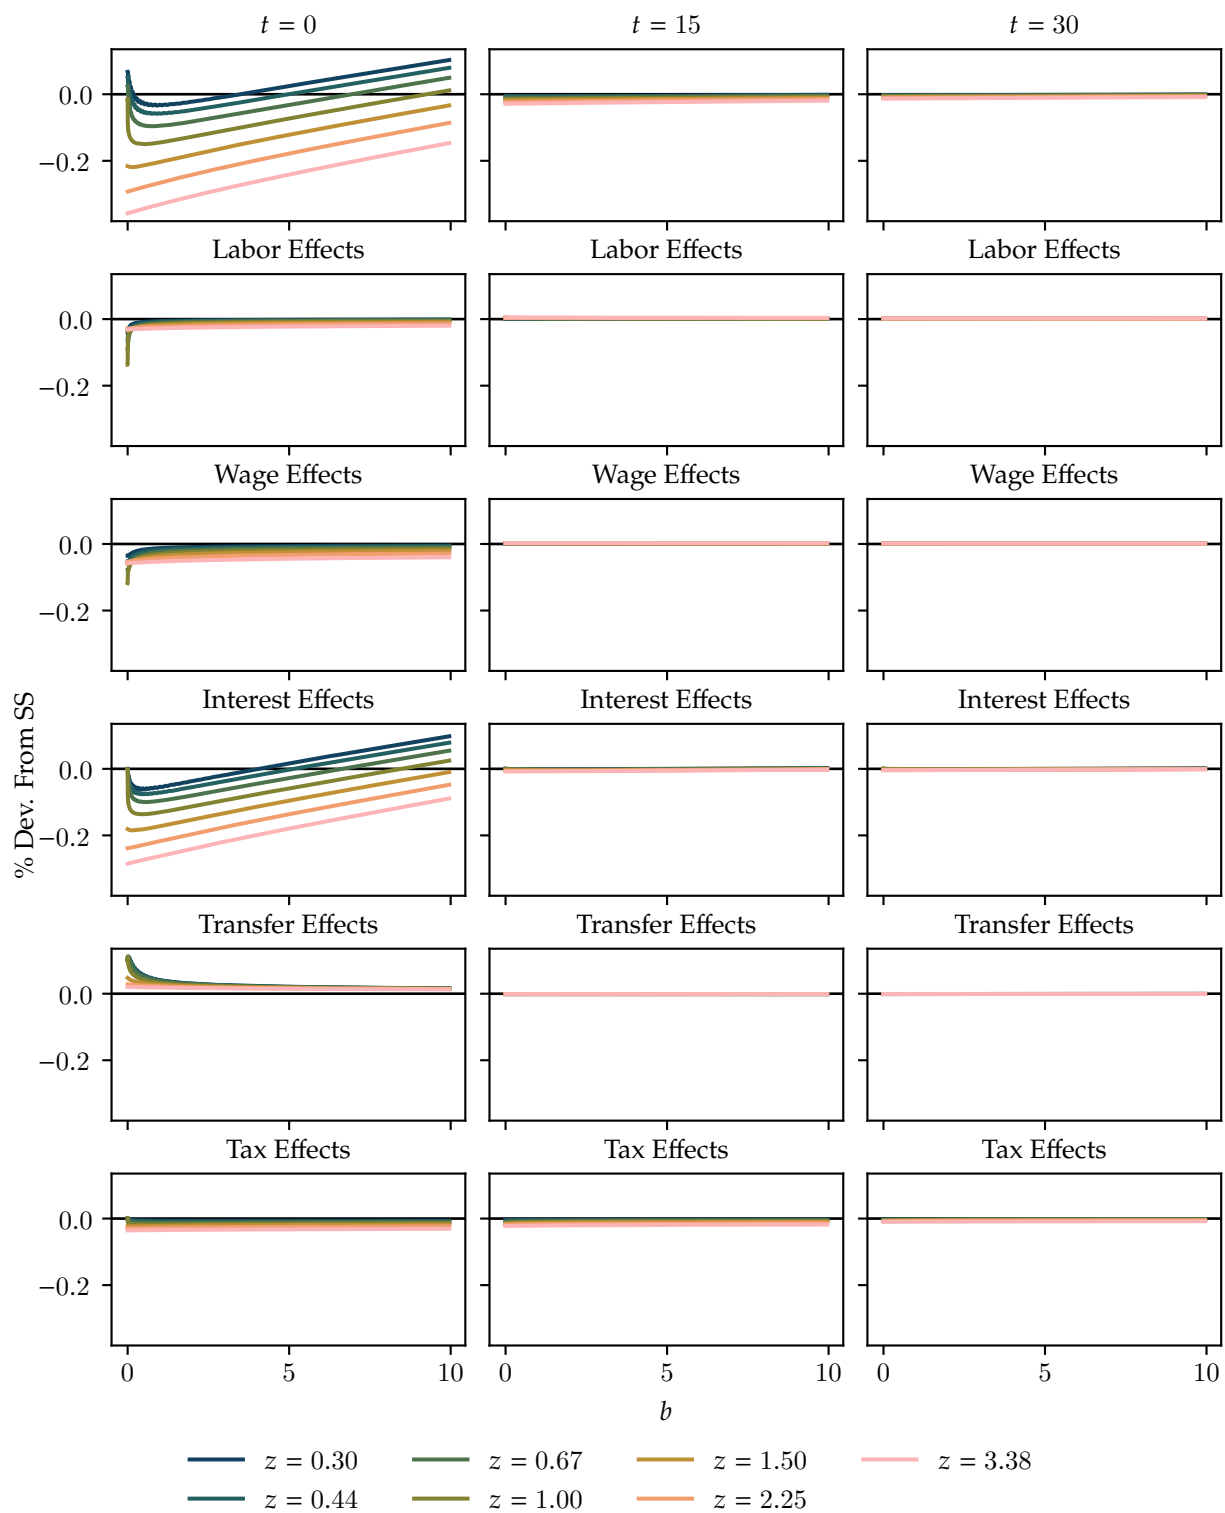 t = 0 t = 15 t = 30
0.0
−0.2
Labor Effects Labor Effects Labor Effects
0.0
−0.2
Wage Effects Wage Effects Wage Effects
0.0
−0.2
Interest Effects Interest Effects Interest Effects
0.0
−0.2
% Dev. From SS
Transfer Effects Transfer Effects Transfer Effects
0.0
−0.2
Tax Effects Tax Effects Tax Effects
0.0
−0.2
0 5 10 0 5 10 0 5 10
b
z = 0.30 z = 0.67 z = 1.50 z = 3.38
z = 0.44 z = 1.00 z = 2.25